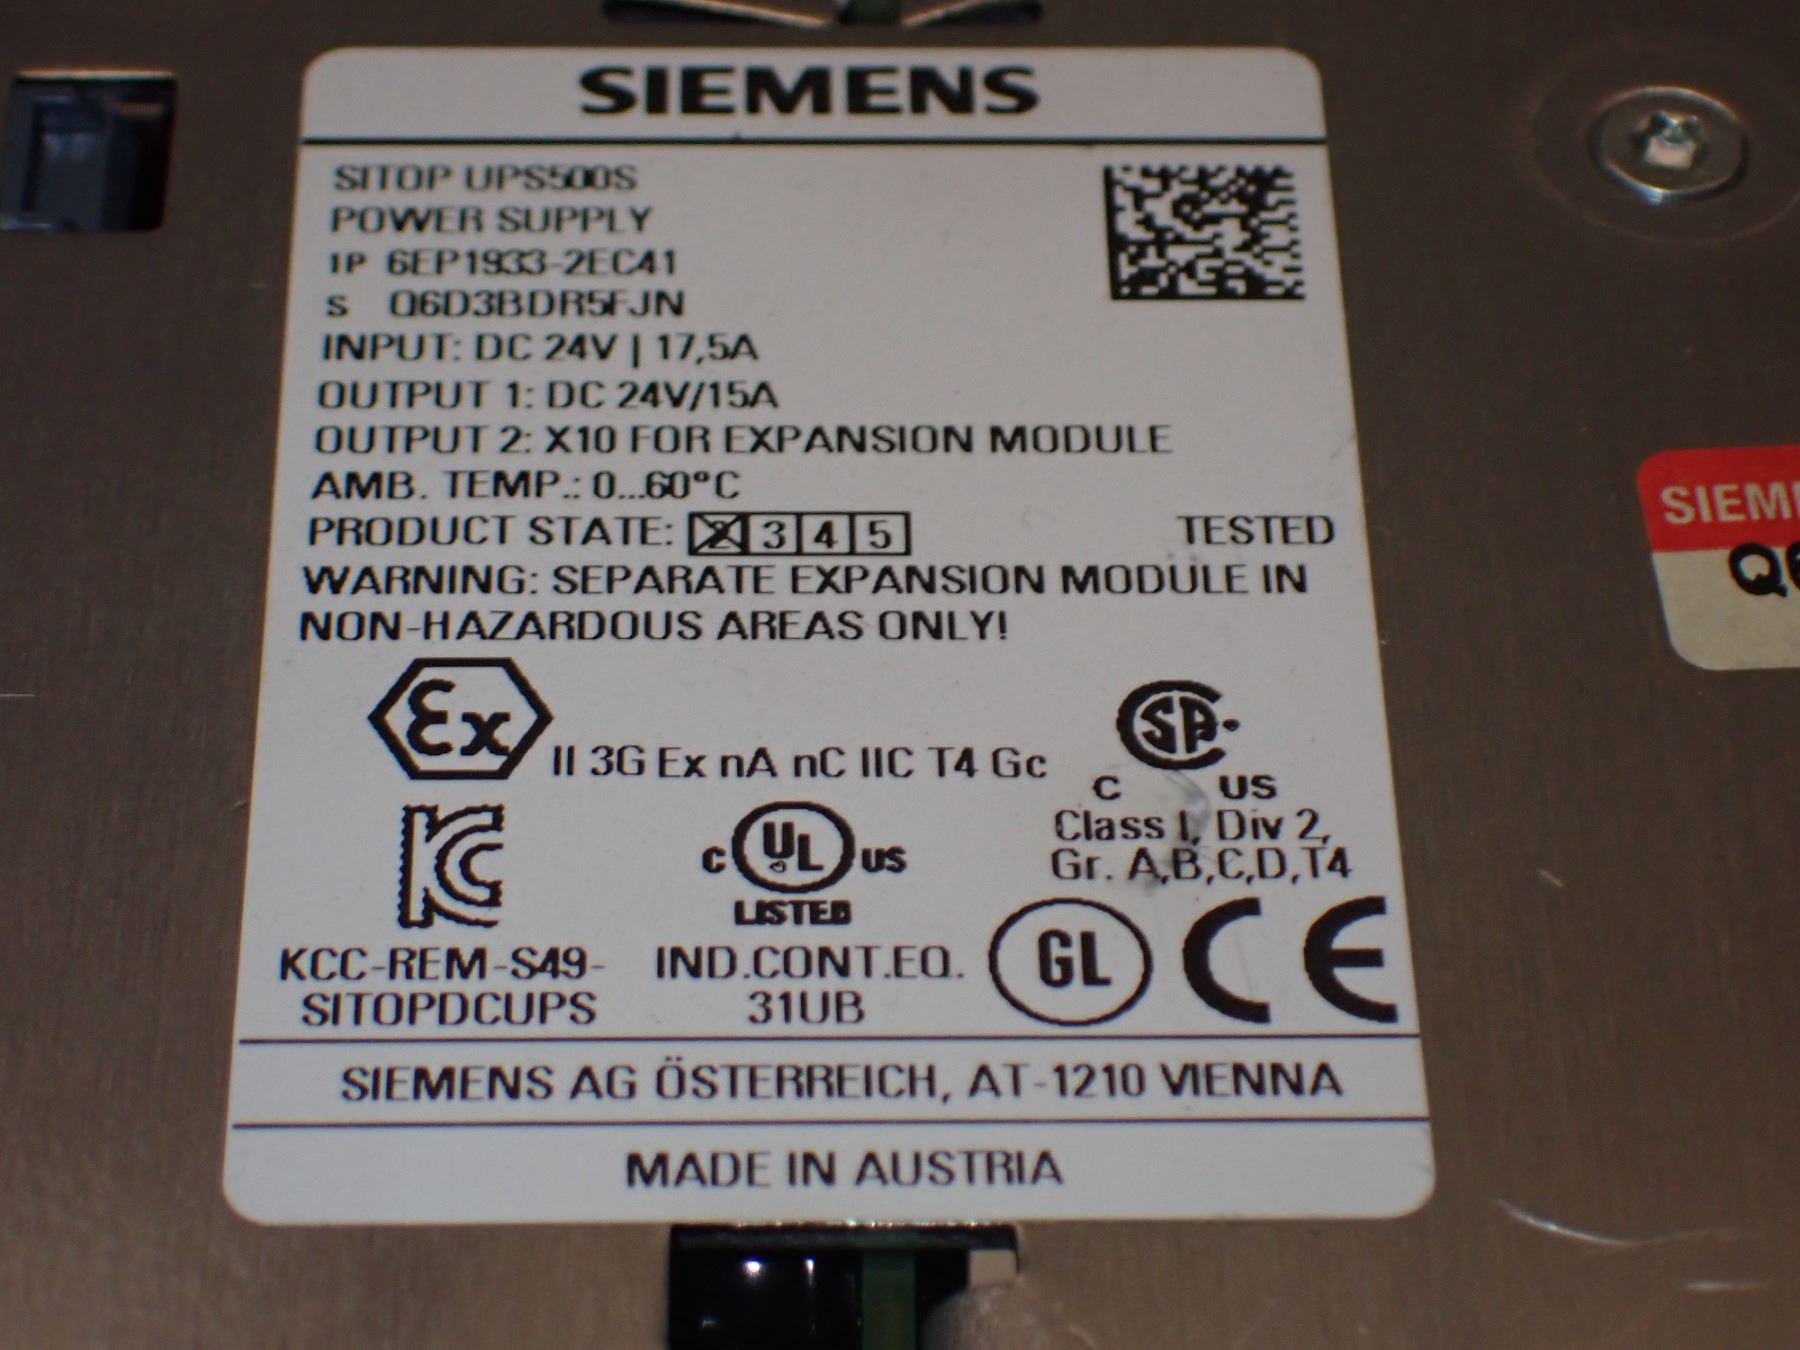 SIEMENS
SITOP UPS500S
POWER SUPPLY
1P 6EP1933-2EC41
S Q6D3BDR5FJN
INPUT: DC 24V | 17,5A
OUTPUT 1: DC 24V/15A
OUTPUT 2: X10 FOR EXPANSION MODULE
AMB. TEMP.: 0...60°C
PRODUCT STATE: 2 3 4 5 TESTED
WARNING: SEPARATE EXPANSION MODULE IN
NON-HAZARDOUS AREAS ONLY!
Ex II 3G Ex nA nC IIC T4 Gc
SA
C US
Class I, Div 2,
Gr. A,B,C,D,T4
KC
C UL US
LISTED
KCC-REM-S49-
SITOPDCUPS
IND.CONT.EQ.
31UB
GL CE
SIEMENS AG ÖSTERREICH, AT-1210 VIENNA
MADE IN AUSTRIA
SIEM
Q6